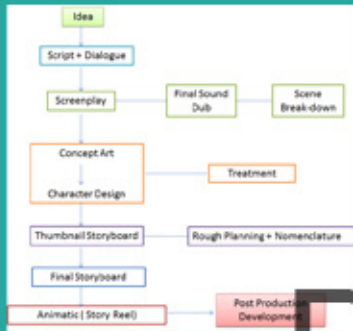 Idea
Script + Dialogue
Screenplay
Final Sound
Dub
Scene
Break-down
Concept Art
Character Design
Treatment
Thumbnail Storyboard
Rough Planning + Nomenclature
Final Storyboard
Animatic ( Story Reel)
Post Production
Development